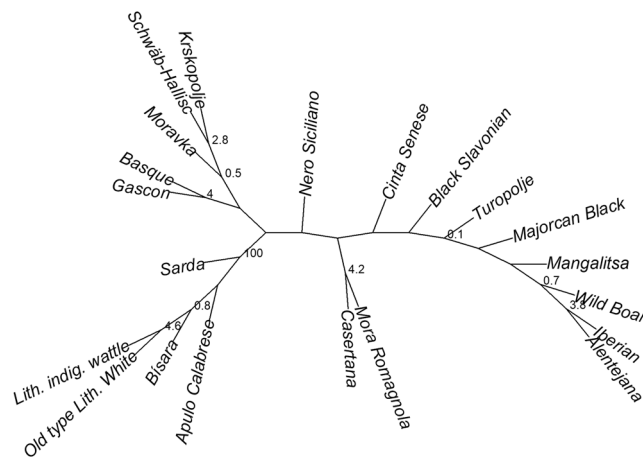 Schwäb-Hallisc
Krskopolje
2.8
Moravka
0.5
Basque
4
Gascon
Nero Siciliano
Cinta Senese
Black Slavonian
Turopolje
0.1
Majorcan Black
Mangalitsa
0.7
Wild Boar
3.8
Iberian
Alentejana
Sarda
100
4.2
Mora Romagnola
Casertana
0.8
4.6
Lith. indig. wattle
Old type Lith. White
Bísara
Apulo Calabrese